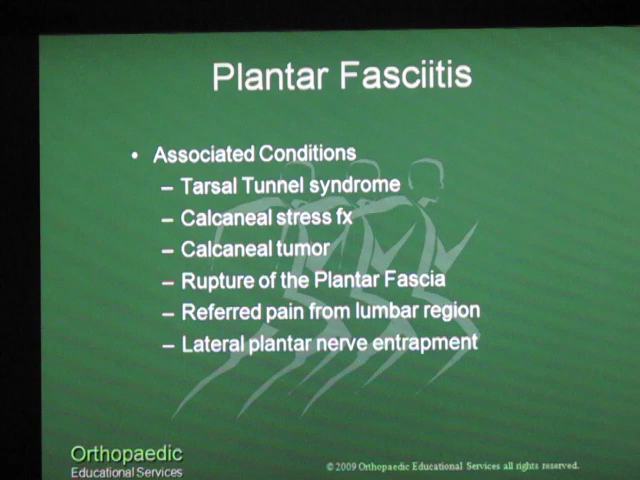 Plantar Fasciitis
• Associated Conditions
– Tarsal Tunnel syndrome
– Calcaneal stress fx
– Calcaneal tumor
– Rupture of the Plantar Fascia
– Referred pain from lumbar region
– Lateral plantar nerve entrapment
Orthopaedic
Educational Services
© 2009 Orthopaedic Educational Services all rights reserved.